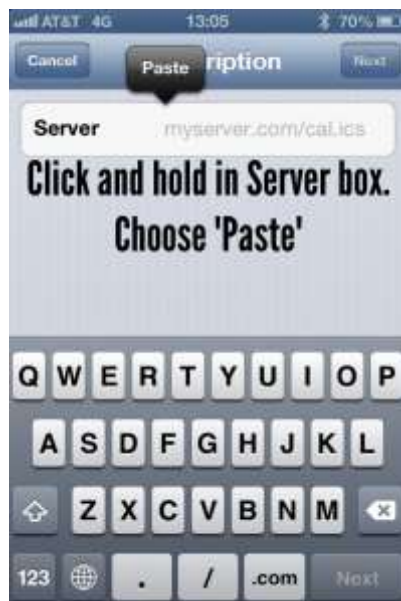 AT&T 4G 13:05 70%
Cancel Paste ription Next
Server myserver.com/cal.ics
Click and hold in Server box.
Choose 'Paste'
Q W E R T Y U I O P
A S D F G H J K L
Z X C V B N M
123 . / .com Next